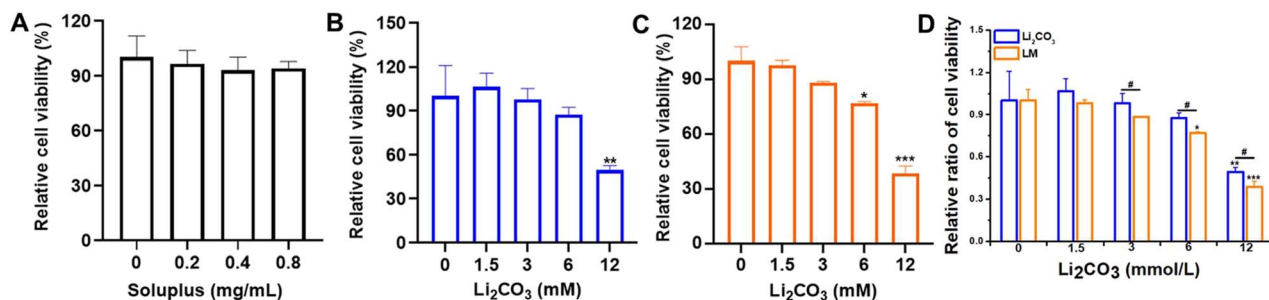 A
Relative cell viability (%)
120
90
60
30
0
0 0.2 0.4 0.8
Soluplus (mg/mL)
B
Relative cell viability (%)
150
120
90
60
30
0
**
0 1.5 3 6 12
Li₂CO₃ (mM)
C
Relative cell viability (%)
120
90
60
30
0
*
***
0 1.5 3 6 12
Li₂CO₃ (mM)
D
Relative ratio of cell viability
1.5
1.2
0.9
0.6
0.3
0.0
Li₂CO₃
LM
#
#
*
#
**
***
0 1.5 3 6 12
Li₂CO₃ (mmol/L)